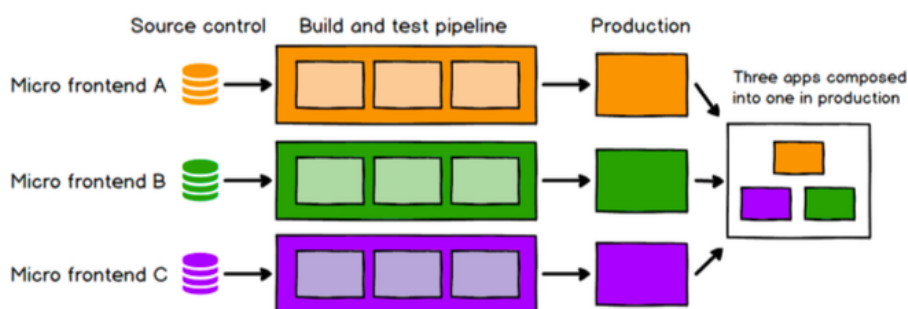 Source control
Build and test pipeline
Production
Micro frontend A
Three apps composed
into one in production
Micro frontend B
Micro frontend C